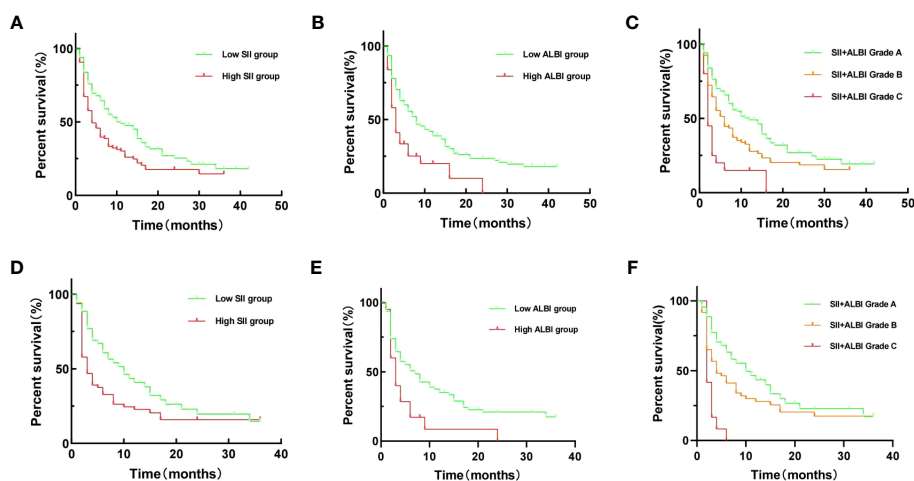 A
Percent survival(%)
100
50
0
0 10 20 30 40 50
Time(months)
Low SII group
High SII group
B
Percent survival(%)
100
50
0
0 10 20 30 40 50
Time(months)
Low ALBI group
High ALBI group
C
Percent survival(%)
100
50
0
0 10 20 30 40 50
Time(months)
SII+ALBI Grade A
SII+ALBI Grade B
SII+ALBI Grade C
D
Percent survival(%)
100
50
0
0 10 20 30 40
Time(months)
Low SII group
High SII group
E
Percent survival(%)
100
50
0
0 10 20 30 40
Time(months)
Low ALBI group
High ALBI group
F
Percent survival(%)
100
50
0
0 10 20 30 40
Time(months)
SII+ALBI Grade A
SII+ALBI Grade B
SII+ALBI Grade C